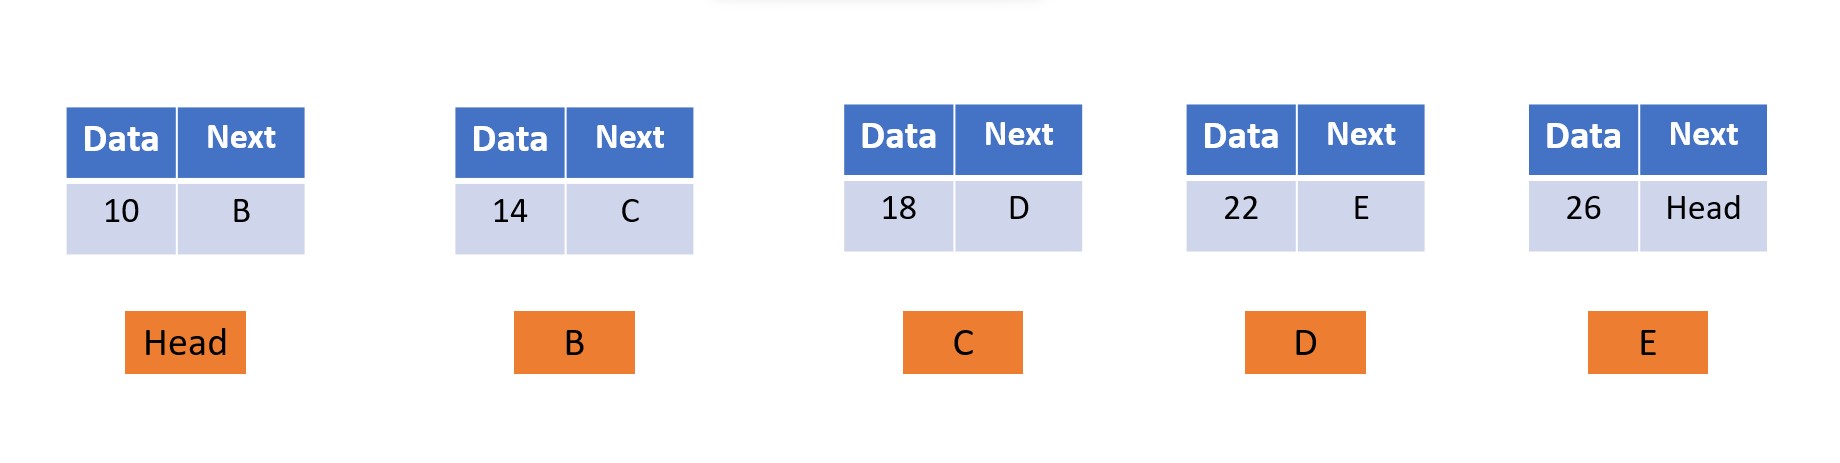 Data Next
10 B
Head
Data Next
14 C
B
Data Next
18 D
C
Data Next
22 E
D
Data Next
26 Head
E